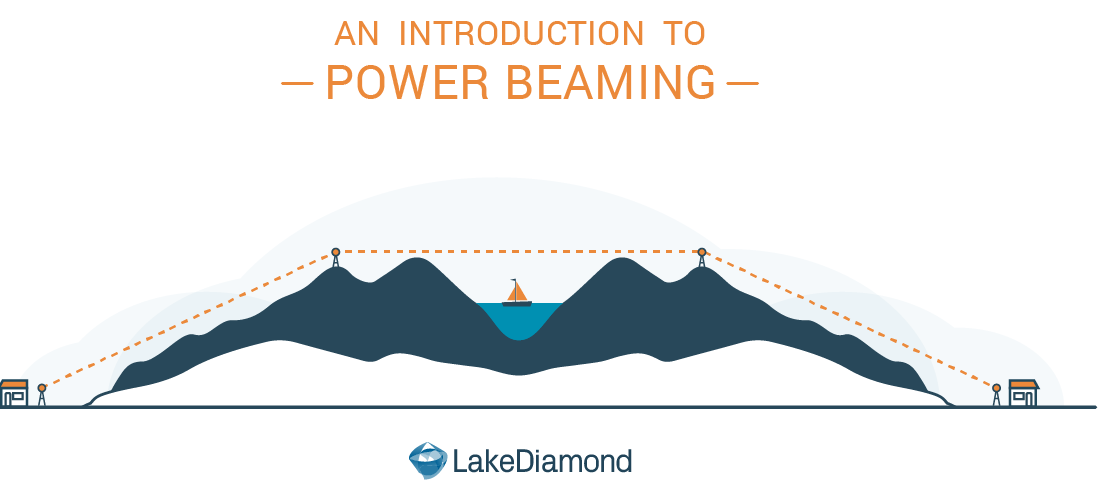 AN INTRODUCTION TO
— POWER BEAMING —
LakeDiamond